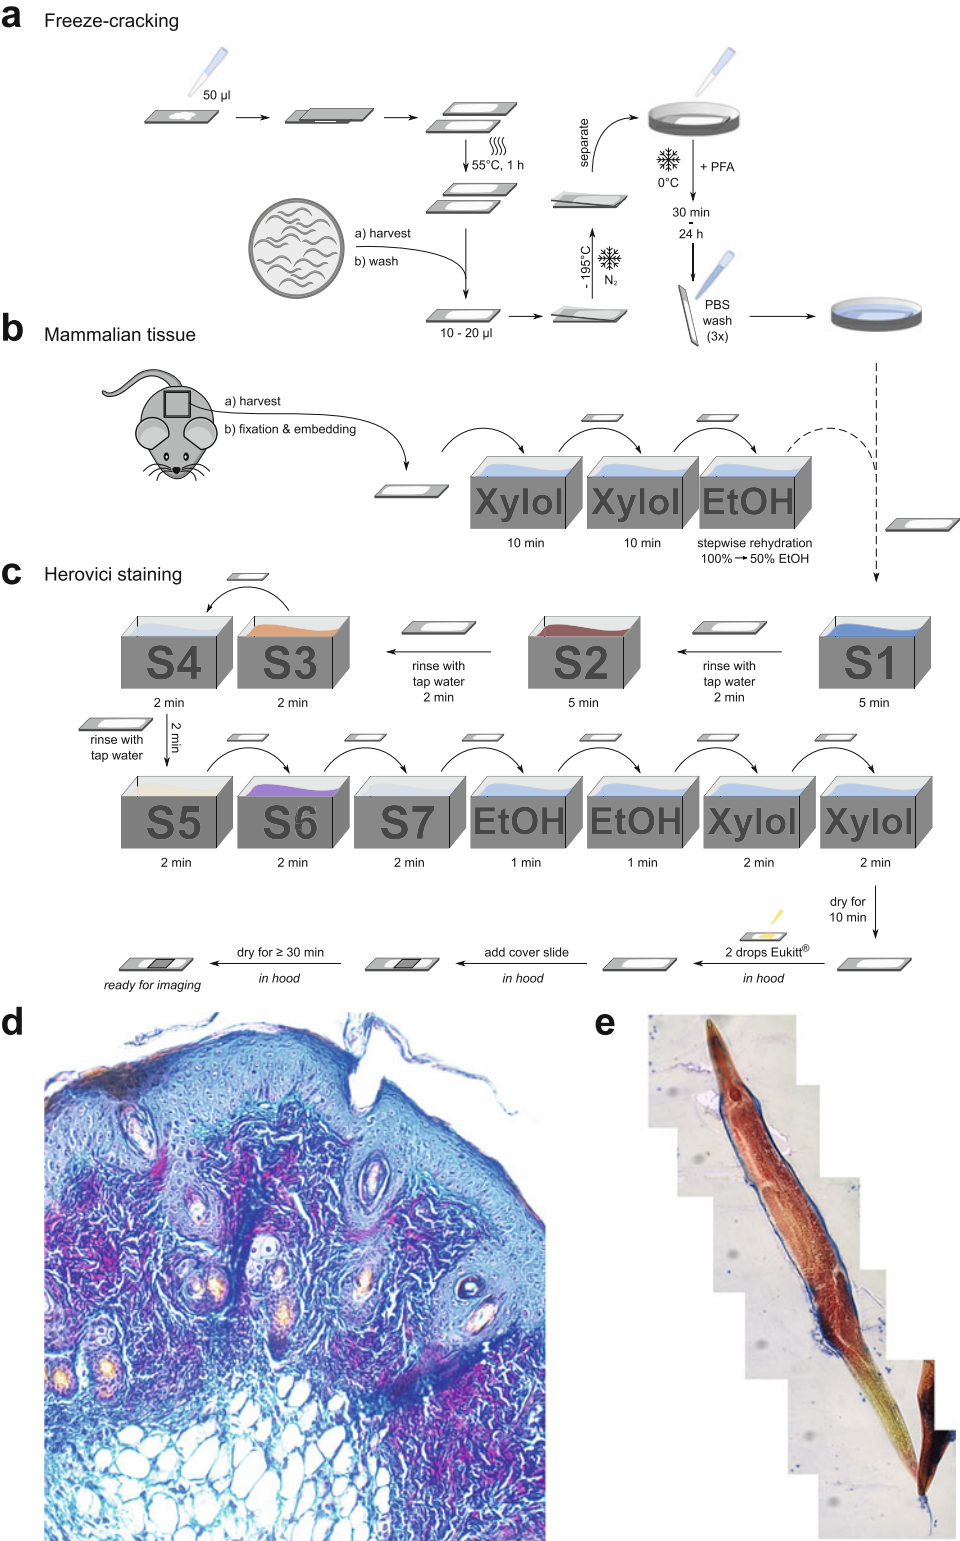 a Freeze-cracking
50 µl
55°C, 1 h
separate
0°C
+ PFA
30 min
-
24 h
a) harvest
b) wash
- 195°C
N₂
10 - 20 µl
PBS
wash
(3x)
b Mammalian tissue
a) harvest
b) fixation & embedding
Xylol
Xylol
EtOH
10 min
10 min
stepwise rehydration
100% → 50% EtOH
c Herovici staining
S4
S3
S2
S1
rinse with
tap water
2 min
rinse with
tap water
2 min
2 min
2 min
5 min
5 min
rinse with
tap water
2 min
S5
S6
S7
EtOH
EtOH
Xylol
Xylol
2 min
2 min
2 min
1 min
1 min
2 min
2 min
dry for
10 min
2 drops Eukitt®
in hood
add cover slide
in hood
dry for ≥ 30 min
in hood
ready for imaging
d
e